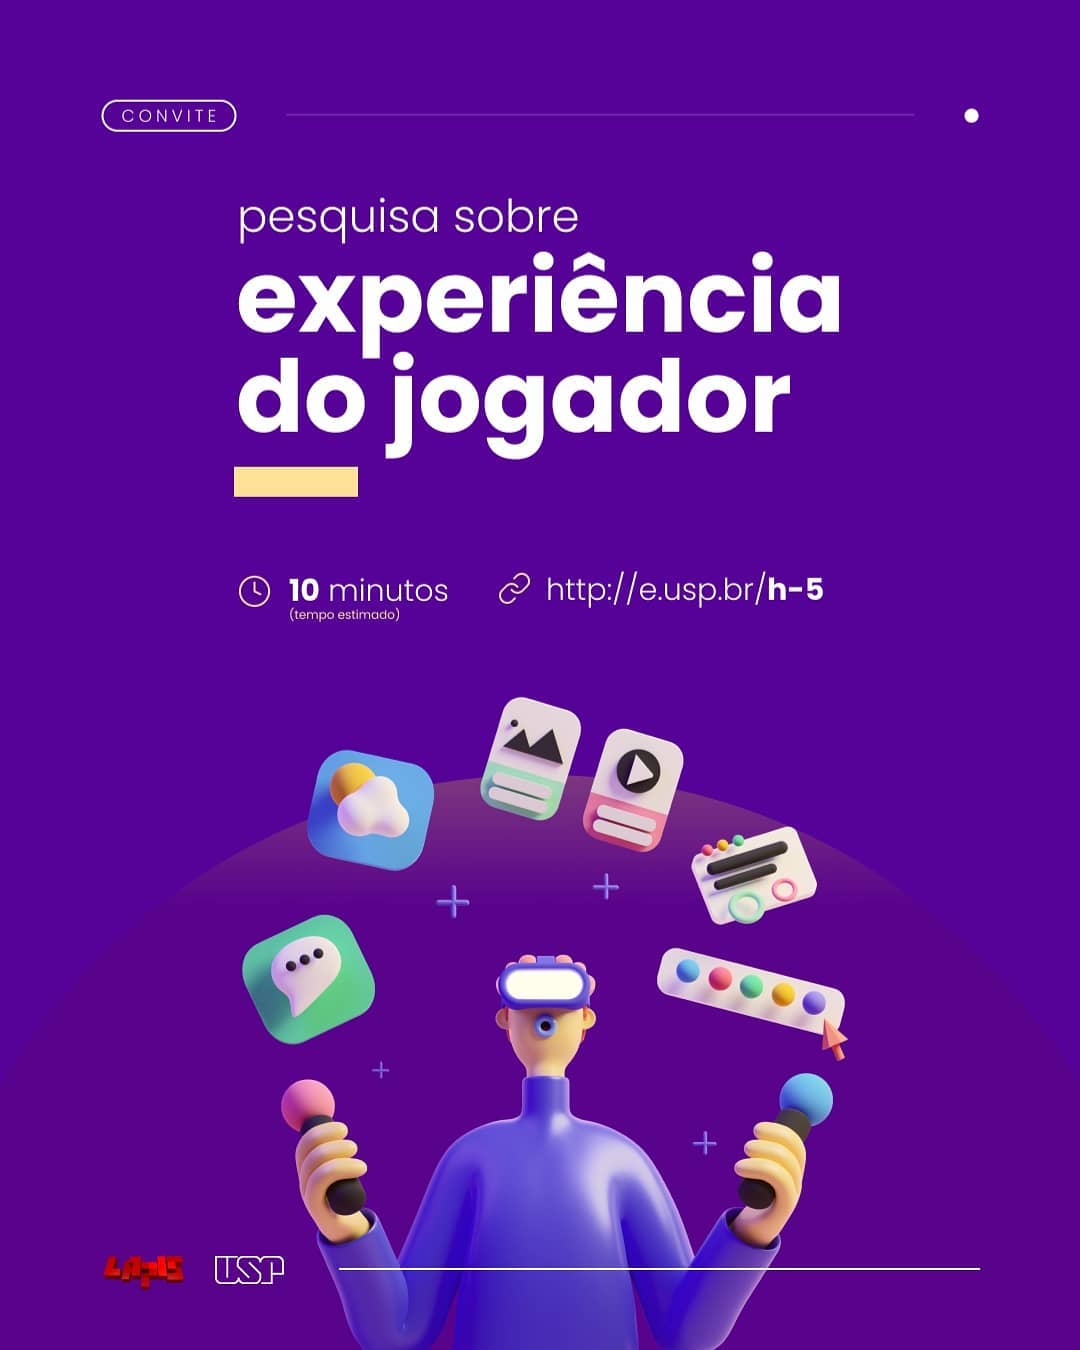 CONVITE
pesquisa sobre
experiência
do jogador
10 minutos
(tempo estimado)
http://e.usp.br/h-5
LAPIS
USP